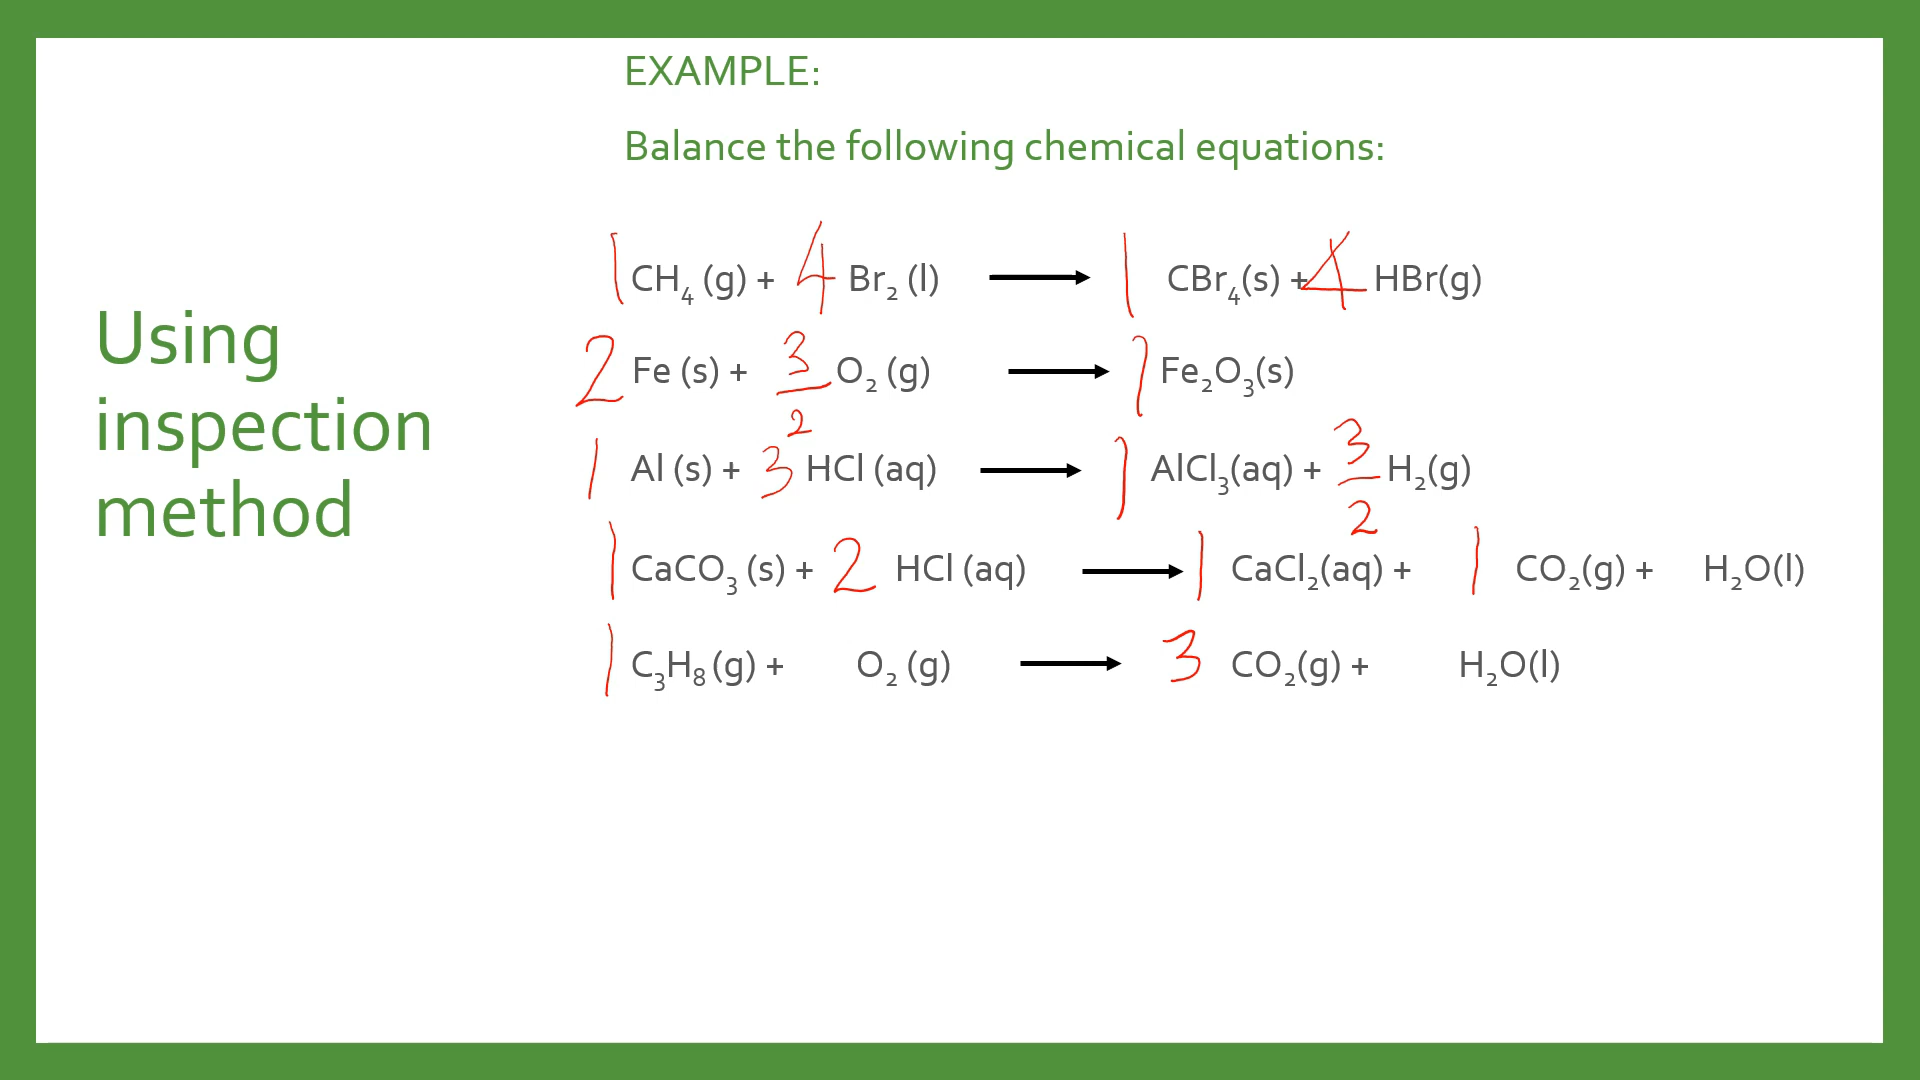 EXAMPLE:
Balance the following chemical equations:
Using
inspection
method
1 CH₄ (g) + 4 Br₂ (l) ⟶ 1 CBr₄(s) + 4 HBr(g)
2 Fe (s) + 3/2 O₂ (g) ⟶ 1 Fe₂O₃(s)
1 Al (s) + 3 HCl (aq) ⟶ 1 AlCl₃(aq) + 3/2 H₂(g)
1 CaCO₃ (s) + 2 HCl (aq) ⟶ 1 CaCl₂(aq) + 1 CO₂(g) + H₂O(l)
1 C₃H₈ (g) + O₂ (g) ⟶ 3 CO₂(g) + H₂O(l)